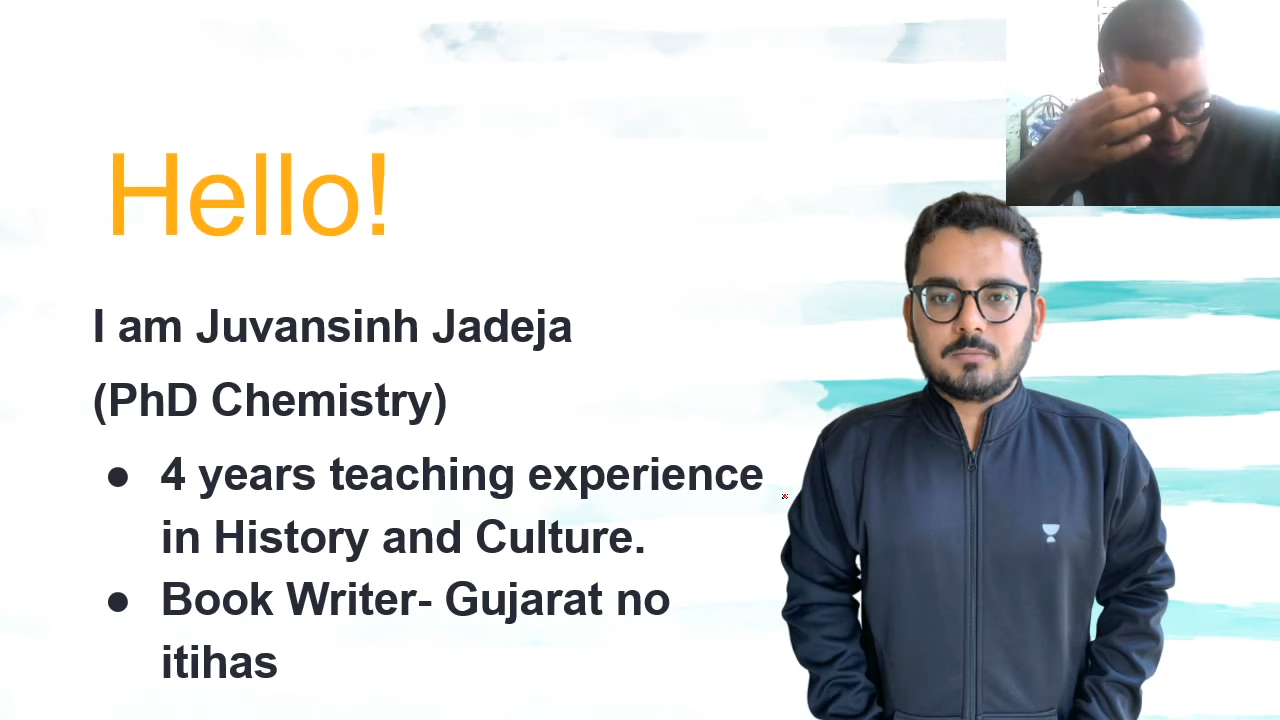 Hello!
I am Juvansinh Jadeja
(PhD Chemistry)
● 4 years teaching experience
in History and Culture.
● Book Writer- Gujarat no
itihas